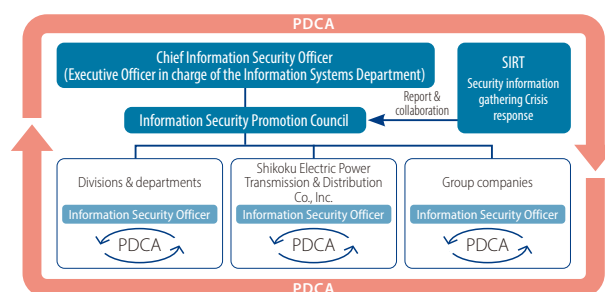 PDCA
Chief Information Security Officer
(Executive Officer in charge of the Information Systems Department)
SIRT
Security information
gathering Crisis
response
Report &
collaboration
Information Security Promotion Council
Divisions & departments
Information Security Officer
PDCA
Shikoku Electric Power
Transmission & Distribution
Co., Inc.
Information Security Officer
PDCA
Group companies
Information Security Officer
PDCA
PDCA